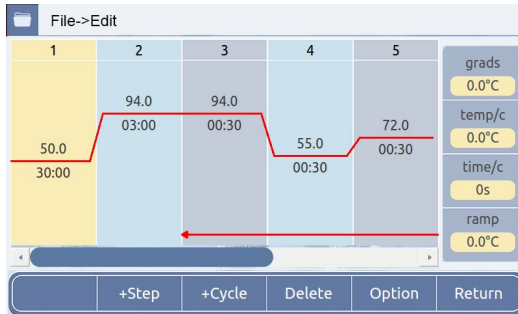 File->Edit
1 2 3 4 5
grads
0.0°C
94.0 94.0
temp/c
03:00 00:30
72.0
0.0°C
50.0
55.0
00:30
30:00
00:30
time/c
0s
ramp
0.0°C
+Step +Cycle Delete Option Return